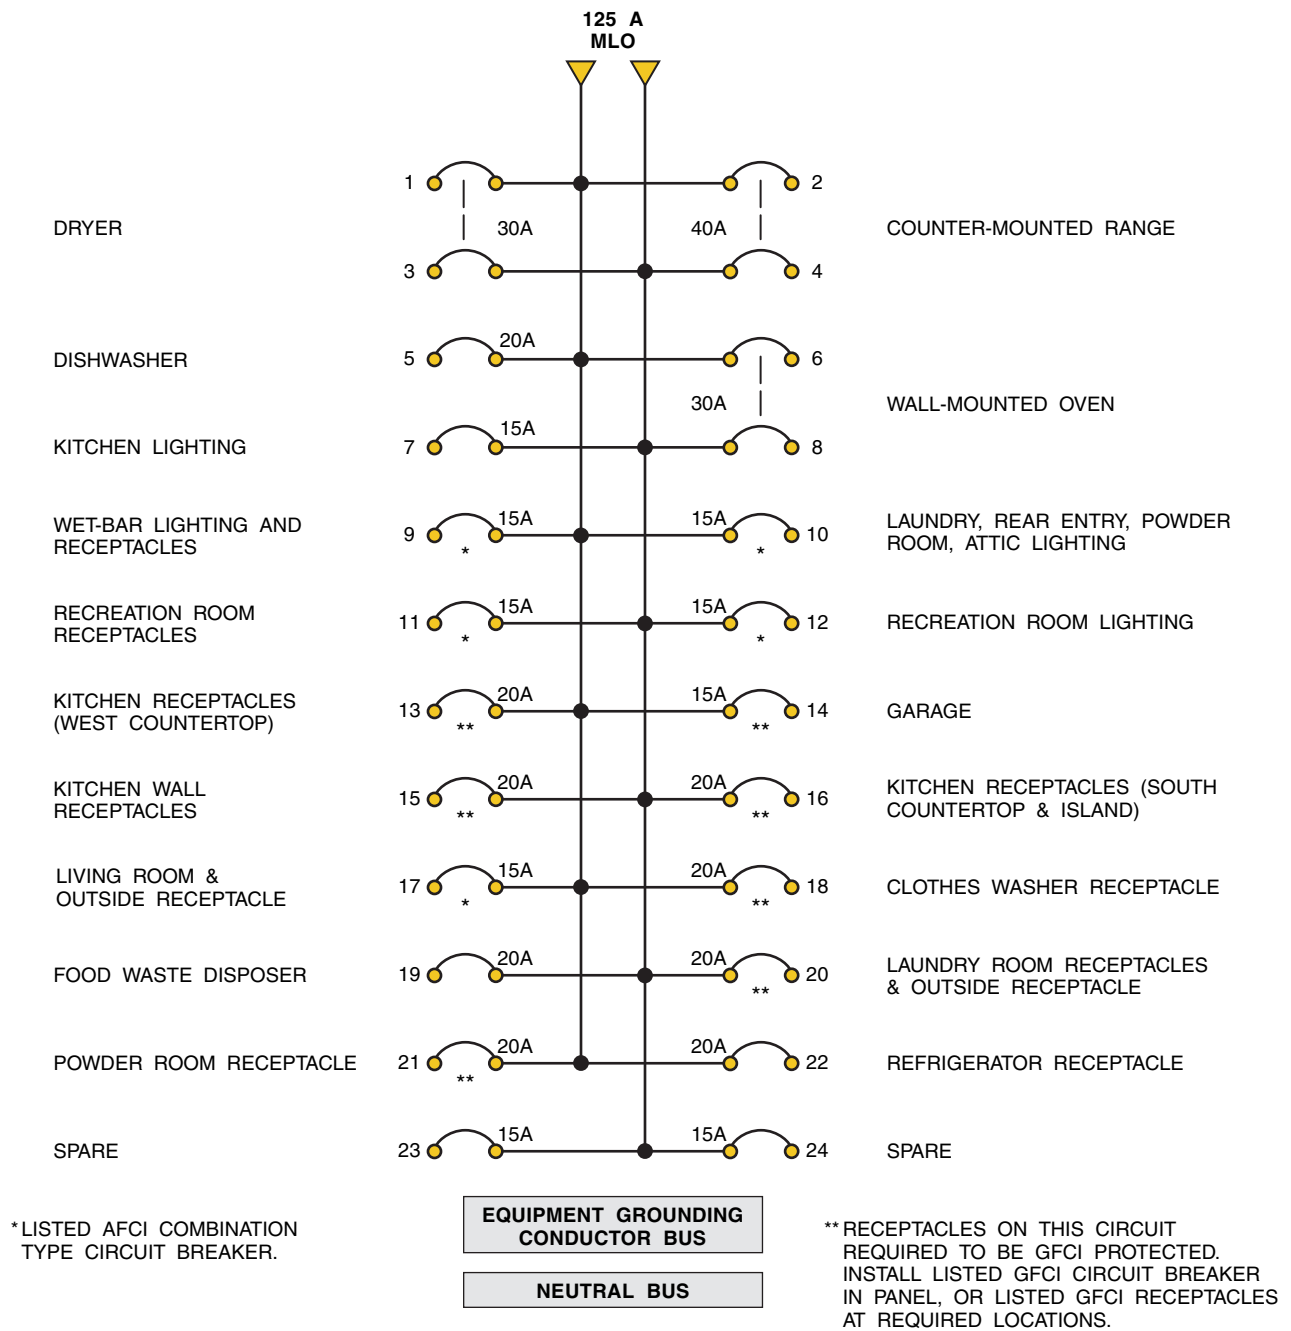 125 A
MLO
1
2
DRYER
30A
40A
COUNTER-MOUNTED RANGE
3
4
20A
DISHWASHER
5
6
30A
WALL-MOUNTED OVEN
15A
KITCHEN LIGHTING
7
8
WET-BAR LIGHTING AND
RECEPTACLES
9
15A
*
15A
*
10
LAUNDRY, REAR ENTRY, POWDER
ROOM, ATTIC LIGHTING
RECREATION ROOM
RECEPTACLES
11
15A
*
15A
*
12
RECREATION ROOM LIGHTING
KITCHEN RECEPTACLES
(WEST COUNTERTOP)
13
20A
**
15A
**
14
GARAGE
KITCHEN WALL
RECEPTACLES
15
20A
**
20A
**
16
KITCHEN RECEPTACLES (SOUTH
COUNTERTOP & ISLAND)
LIVING ROOM &
OUTSIDE RECEPTACLE
17
15A
*
20A
**
18
CLOTHES WASHER RECEPTACLE
FOOD WASTE DISPOSER
19
20A
20A
**
20
LAUNDRY ROOM RECEPTACLES
& OUTSIDE RECEPTACLE
POWDER ROOM RECEPTACLE
21
20A
**
20A
22
REFRIGERATOR RECEPTACLE
SPARE
23
15A
15A
24
SPARE
* LISTED AFCI COMBINATION
TYPE CIRCUIT BREAKER.
EQUIPMENT GROUNDING
CONDUCTOR BUS
NEUTRAL BUS
** RECEPTACLES ON THIS CIRCUIT
REQUIRED TO BE GFCI PROTECTED.
INSTALL LISTED GFCI CIRCUIT BREAKER
IN PANEL, OR LISTED GFCI RECEPTACLES
AT REQUIRED LOCATIONS.